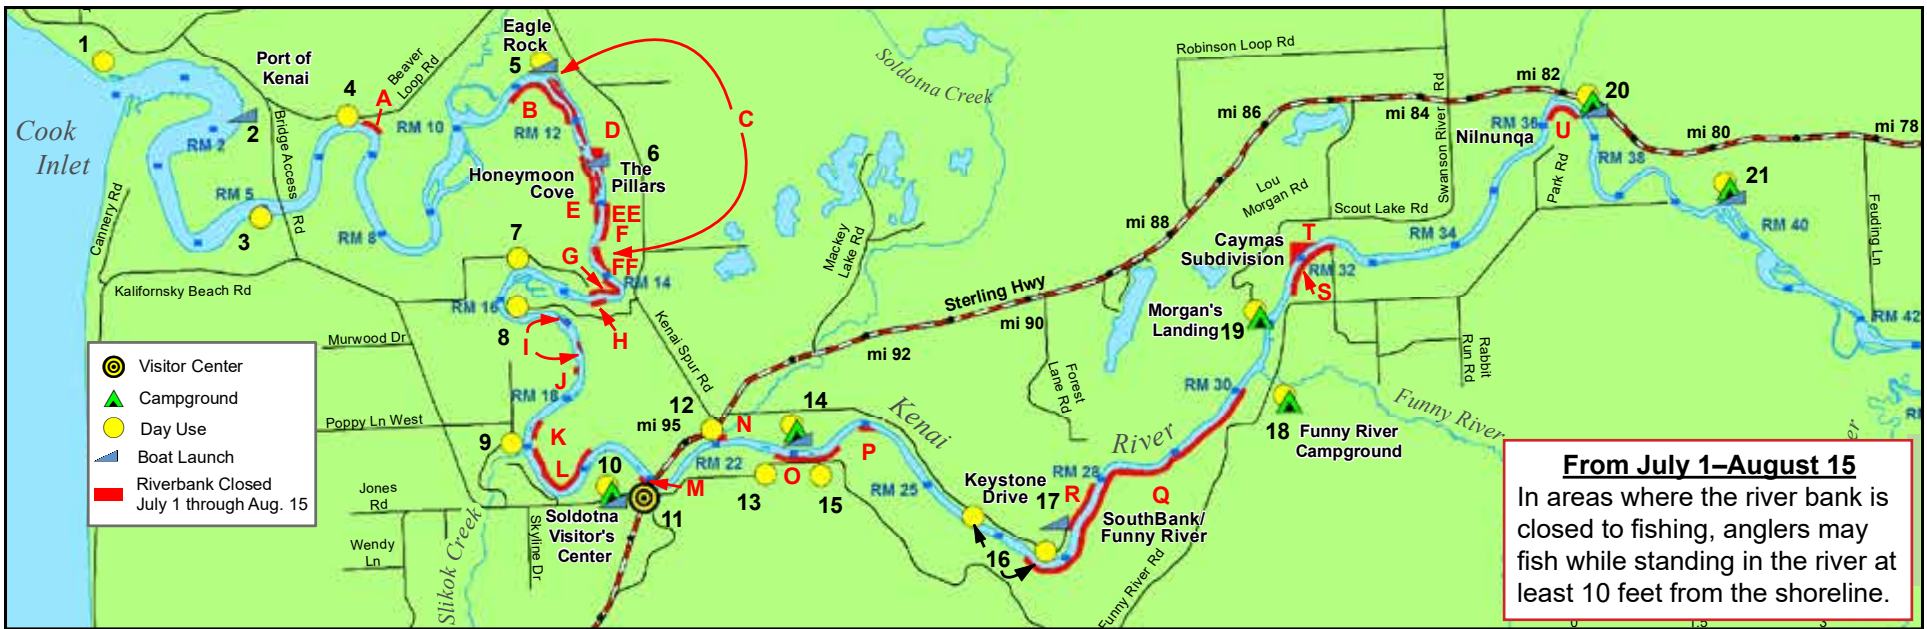 1
Port of
Kenai
Beaver
Loop Rd
Eagle
Rock
5
4
A
2
Bridge Access
Rd
RM 2
RM 5
3
RM 8
RM 10
B
RM 12
C
D
6
The
Pillars
Honeymoon
Cove
E
EE
F
FF
G
RM 14
H
7
RM 16
8
I
J
RM 18
Cook
Inlet
Cannery Rd
Kalifornsky Beach Rd
Murwood Dr
Poppy Ln West
9
K
L
10
Jones
Rd
Wendy
Ln
Slikok Creek
Skyline Dr
Soldotna
Visitor's
Center
11
M
Kenai Spur Rd
12
mi 95
N
RM 22
13
14
O
15
P
Kenai
River
RM 25
Keystone
Drive
16
17
R
RM 28
Q
SouthBank/
Funny River
Funny River Rd
Soldotna Creek
Mackey
Lake Rd
Sterling Hwy
mi 92
mi 90
mi 88
mi 86
mi 84
mi 82
mi 80
mi 78
Forest
Lane Rd
Robinson Loop Rd
Swanson River Rd
Lou
Morgan Rd
Scout Lake Rd
Caymas
Subdivision
T
RM 32
S
Morgan's
Landing
19
RM 30
18
Funny River
Campground
Funny River
Rabbit
Run Rd
RM 34
Nilnunqa
RM 36
U
20
Park Rd
RM 38
21
RM 40
Feuding Ln
RM 42
Visitor Center
Campground
Day Use
Boat Launch
Riverbank Closed
July 1 through Aug. 15
From July 1–August 15
In areas where the river bank is
closed to fishing, anglers may
fish while standing in the river at
least 10 feet from the shoreline.